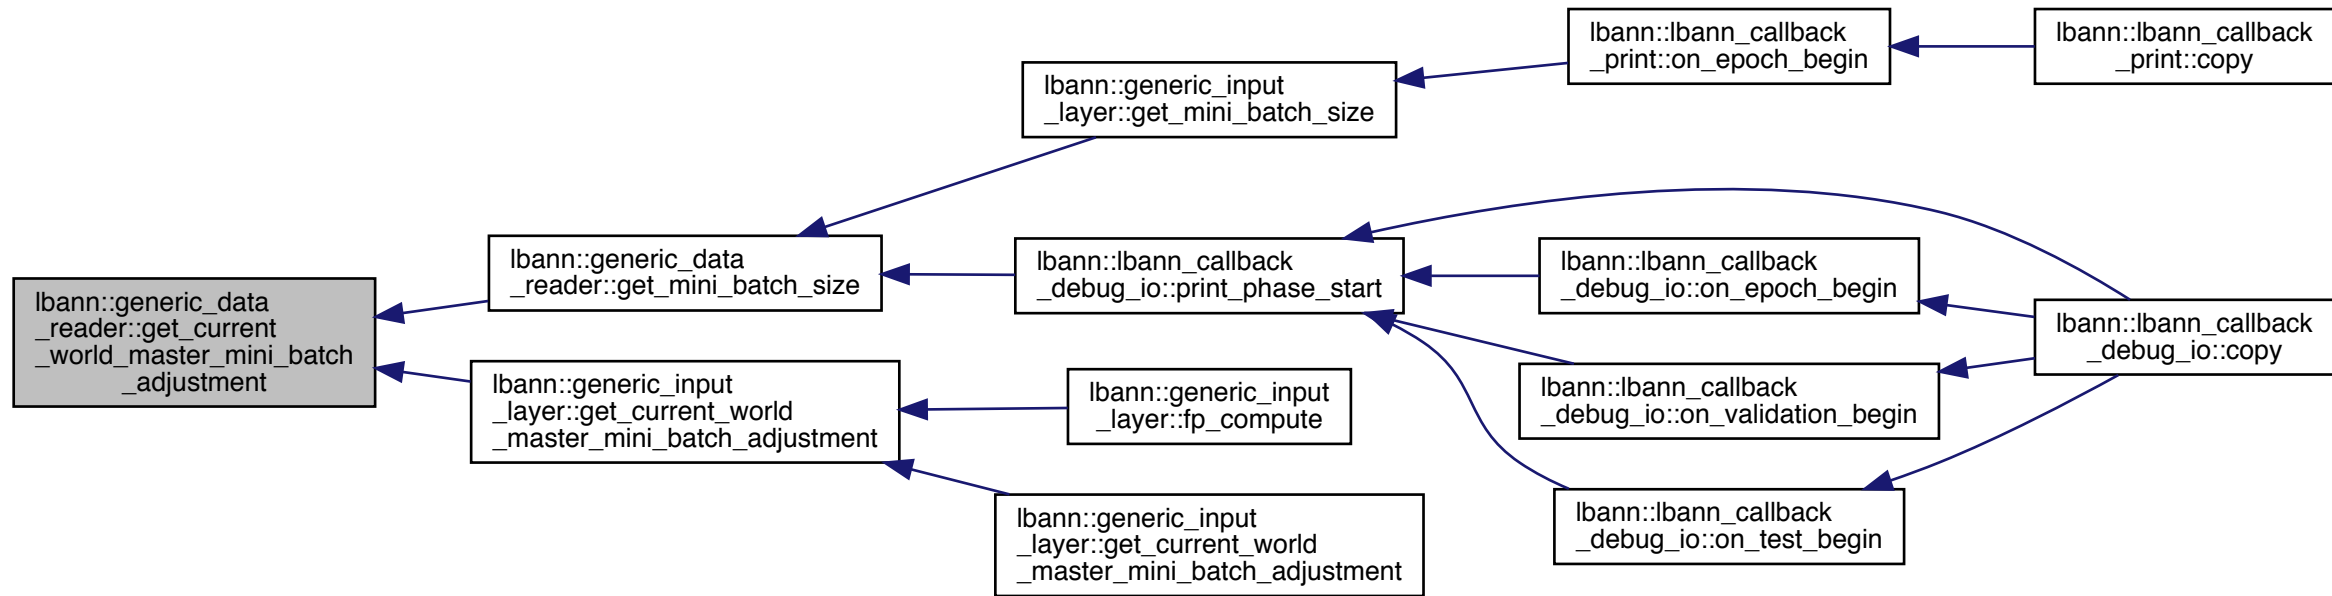 lbann::generic_data
_reader::get_current
_world_master_mini_batch
_adjustment
lbann::generic_data
_reader::get_mini_batch_size
lbann::generic_input
_layer::get_current_world
_master_mini_batch_adjustment
lbann::generic_input
_layer::get_mini_batch_size
lbann::lbann_callback
_debug_io::print_phase_start
lbann::generic_input
_layer::fp_compute
lbann::generic_input
_layer::get_current_world
_master_mini_batch_adjustment
lbann::lbann_callback
_print::on_epoch_begin
lbann::lbann_callback
_debug_io::on_epoch_begin
lbann::lbann_callback
_debug_io::on_validation_begin
lbann::lbann_callback
_debug_io::on_test_begin
lbann::lbann_callback
_print::copy
lbann::lbann_callback
_debug_io::copy